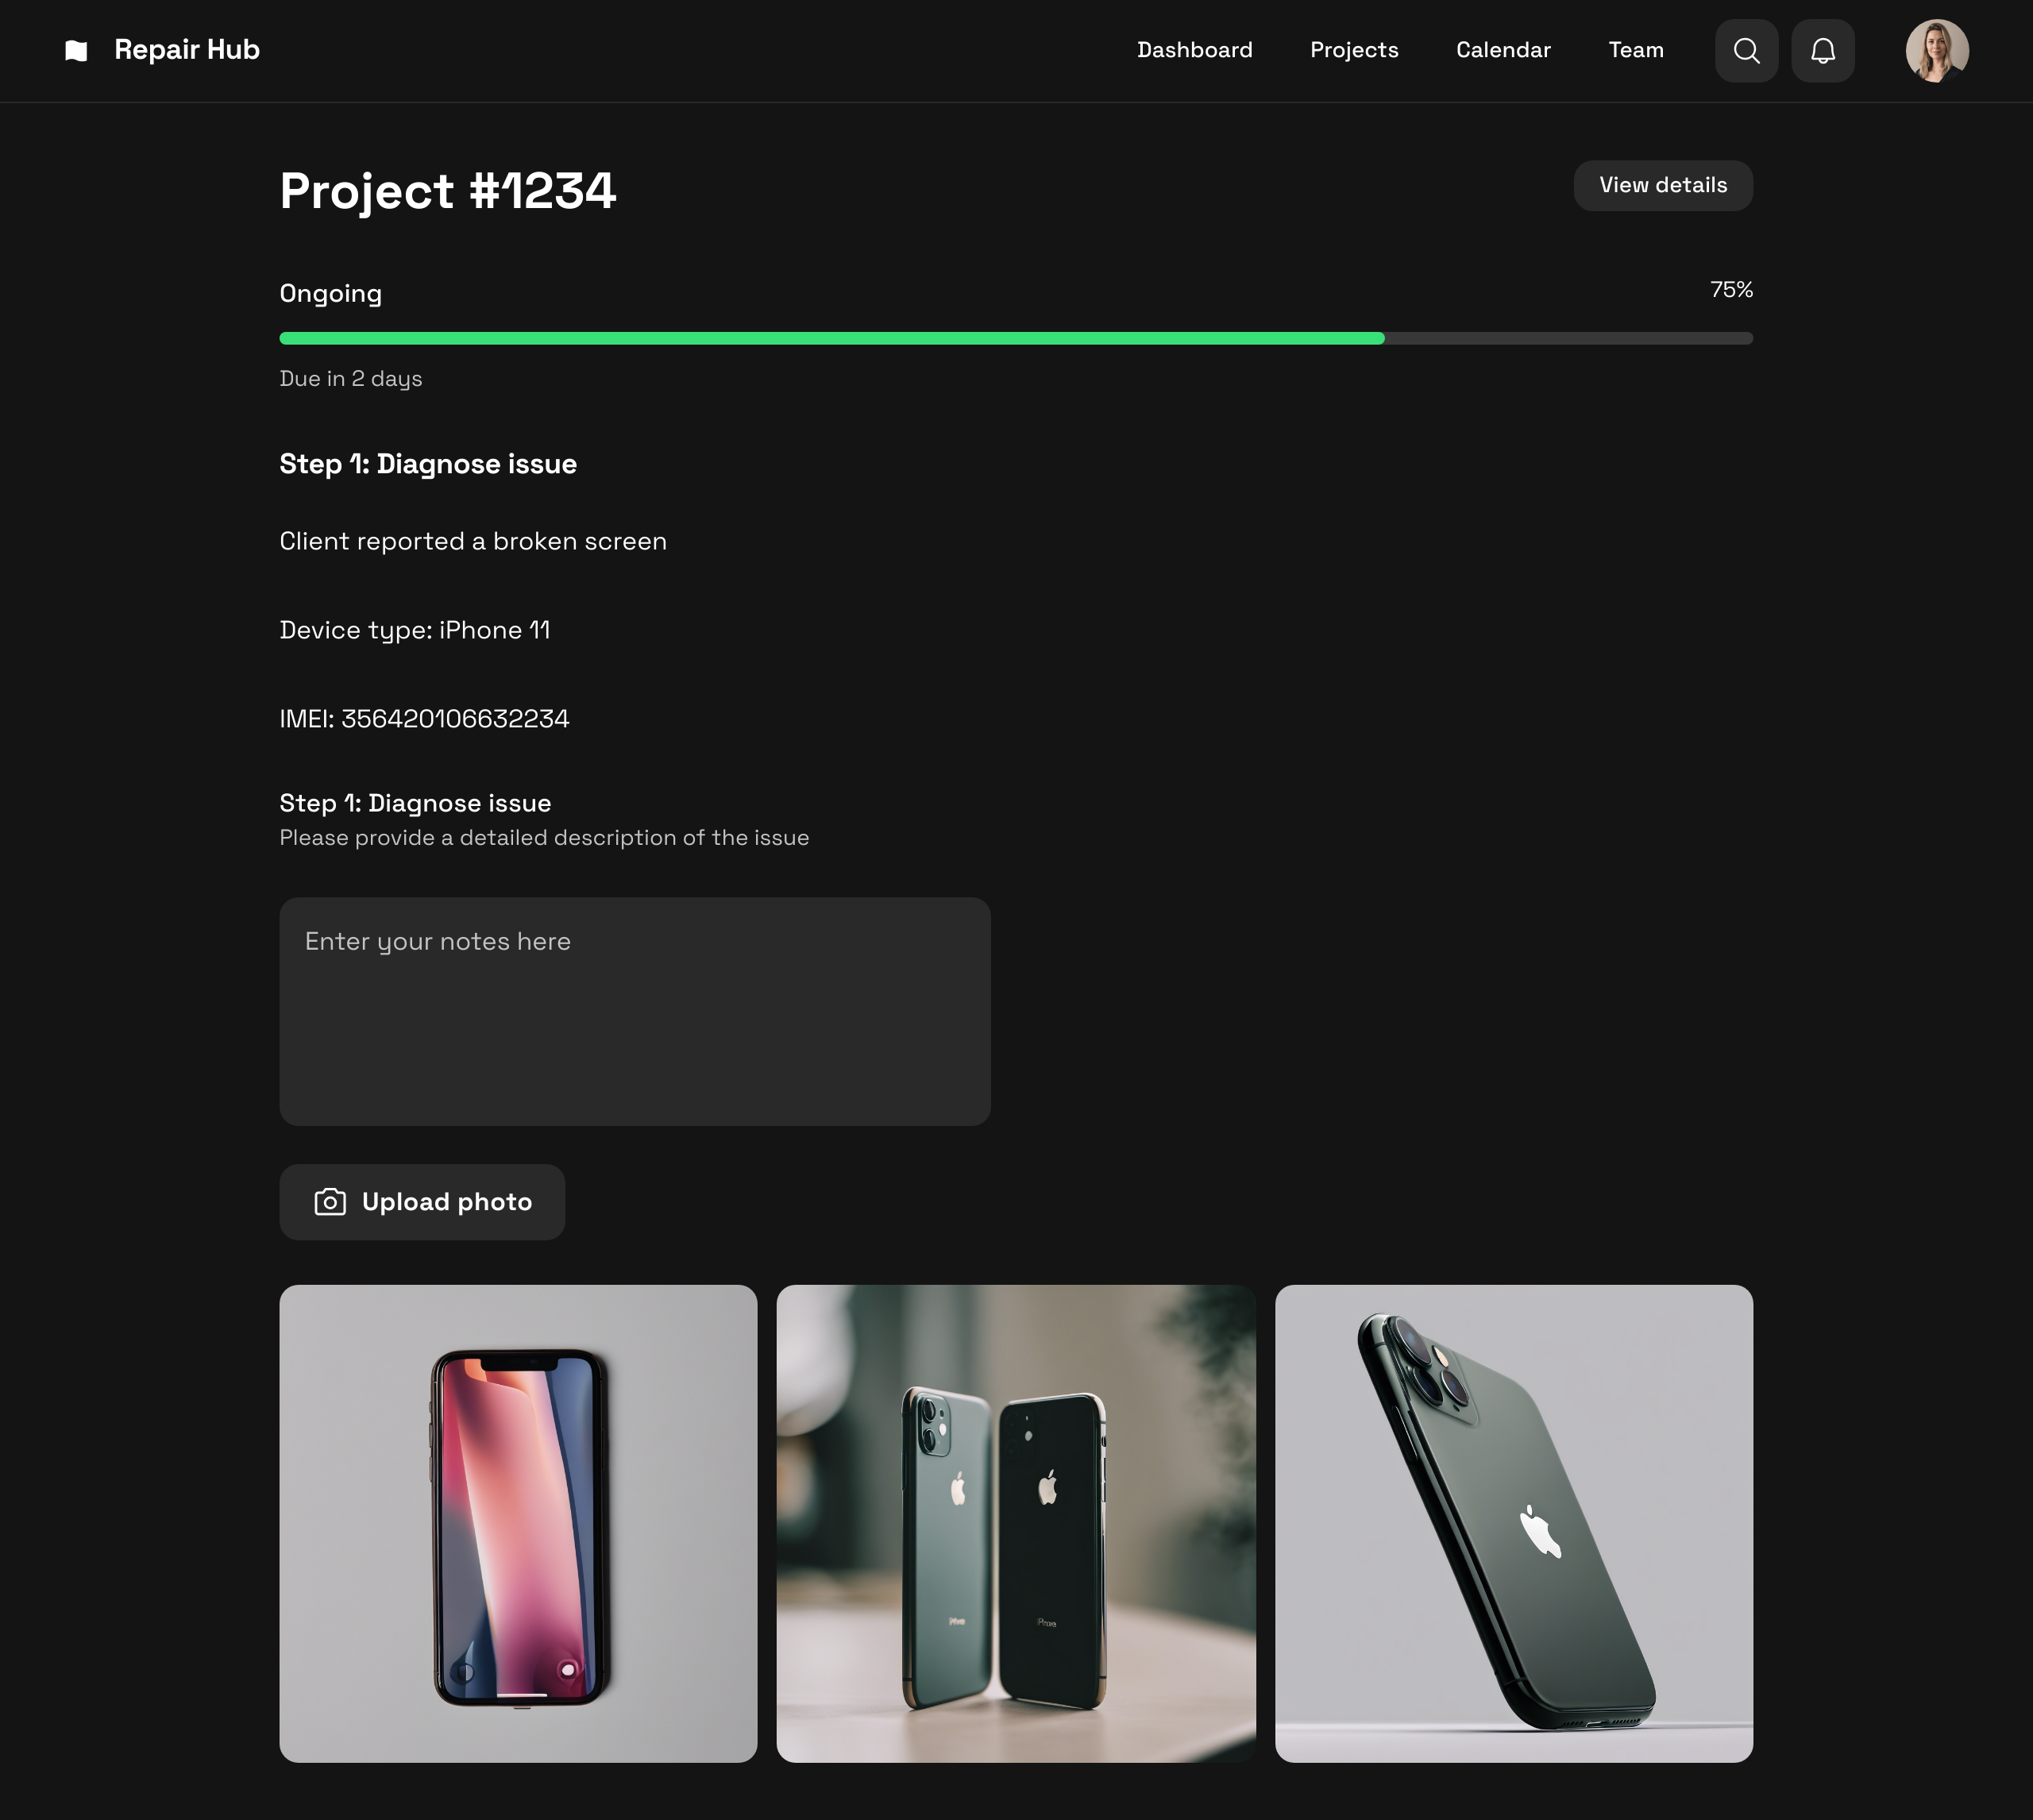 Repair Hub
Dashboard Projects Calendar Team
Project #1234
View details
Ongoing
75%
Due in 2 days
Step 1: Diagnose issue
Client reported a broken screen
Device type: iPhone 11
IMEI: 356420106632234
Step 1: Diagnose issue
Please provide a detailed description of the issue
Enter your notes here
Upload photo